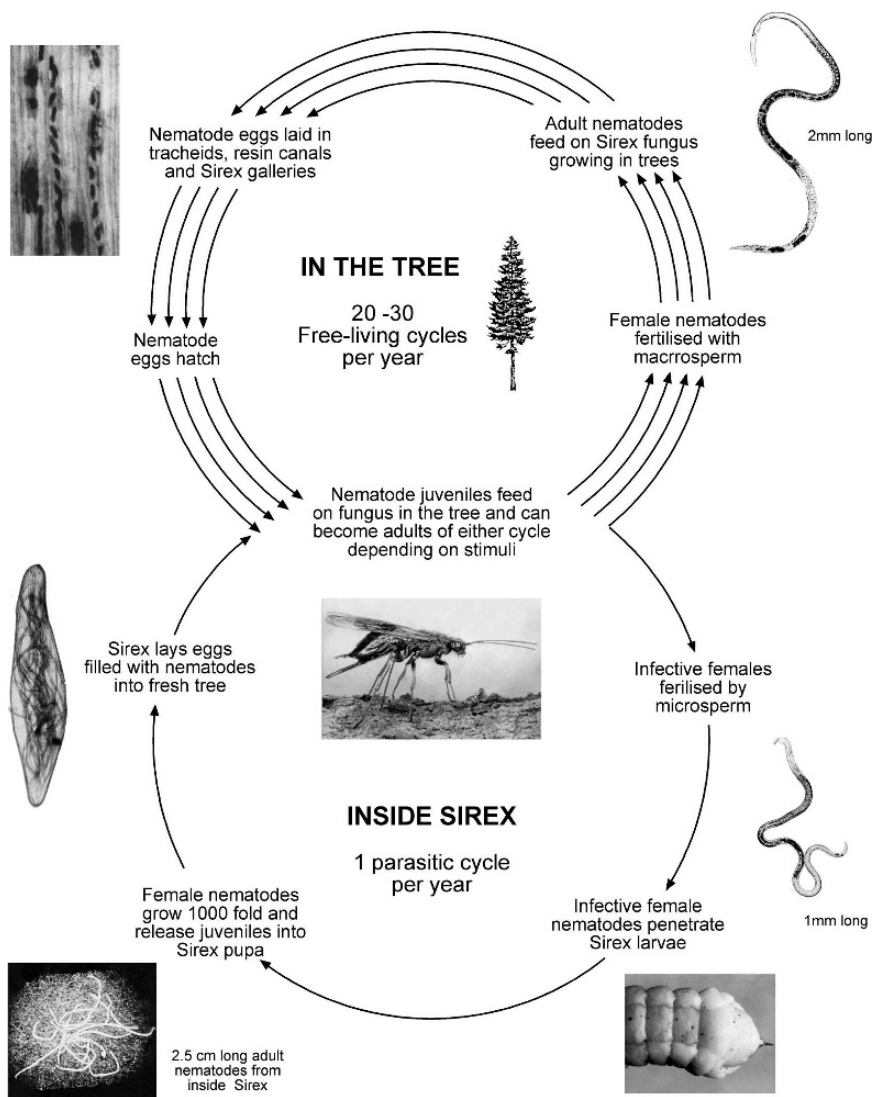 Nematode eggs laid in
tracheids, resin canals
and Sirex galleries
Adult nematodes
feed on Sirex fungus
growing in trees
2mm long
IN THE TREE
20 -30
Free-living cycles
per year
Nematode
eggs hatch
Female nematodes
fertilised with
macrrosperm
Nematode juveniles feed
on fungus in the tree and can
become adults of either cycle
depending on stimuli
Sirex lays eggs
filled with nematodes
into fresh tree
Infective females
ferilised by
microsperm
INSIDE SIREX
1 parasitic cycle
per year
Female nematodes
grow 1000 fold and
release juveniles into
Sirex pupa
Infective female
nematodes penetrate
Sirex larvae
1mm long
2.5 cm long adult
nematodes from
inside Sirex